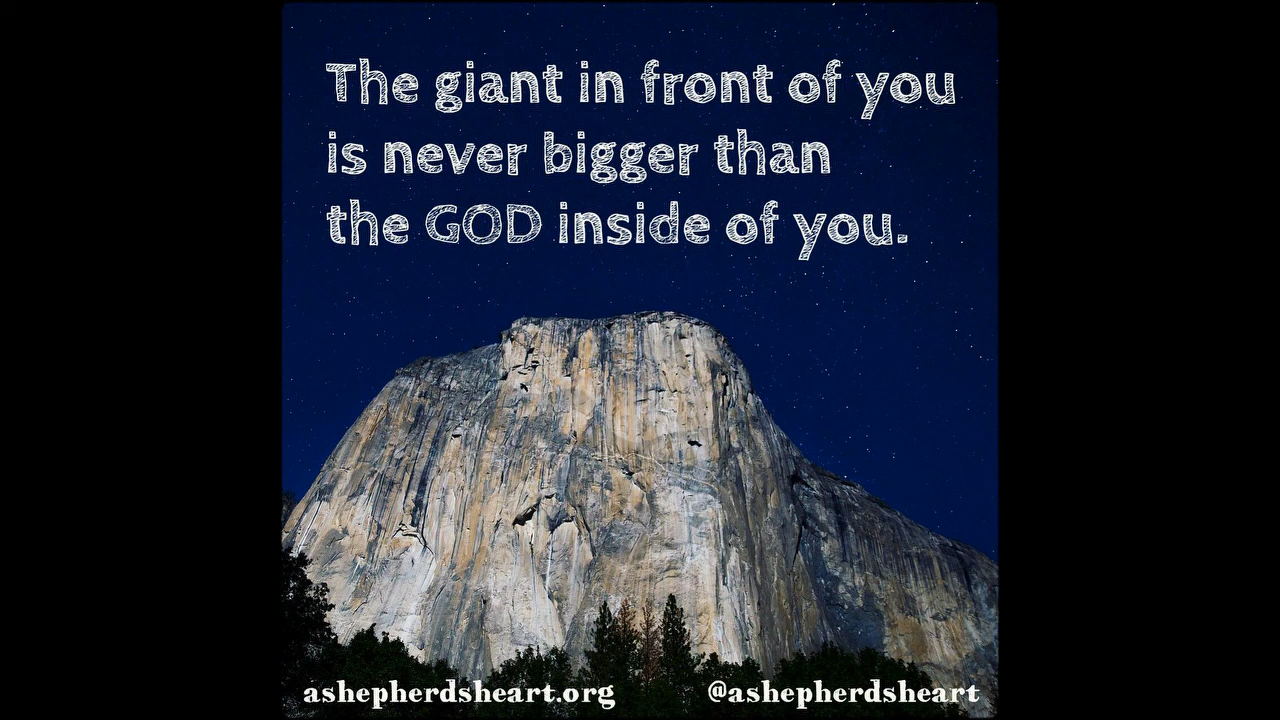 The giant in front of you
is never bigger than
the GOD inside of you.
ashepherdsheart.org
@ashepherdsheart